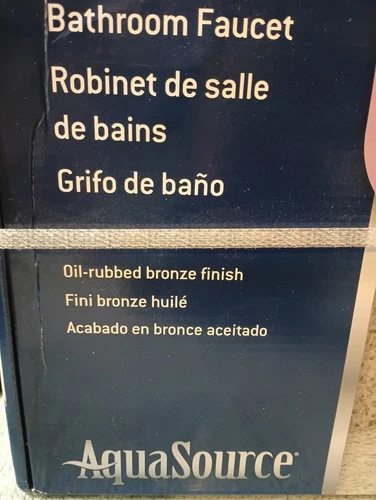 Bathroom Faucet
Robinet de salle
de bains
Grifo de baño
Oil-rubbed bronze finish
Fini bronze huilé
Acabado en bronce aceitado
AquaSource®